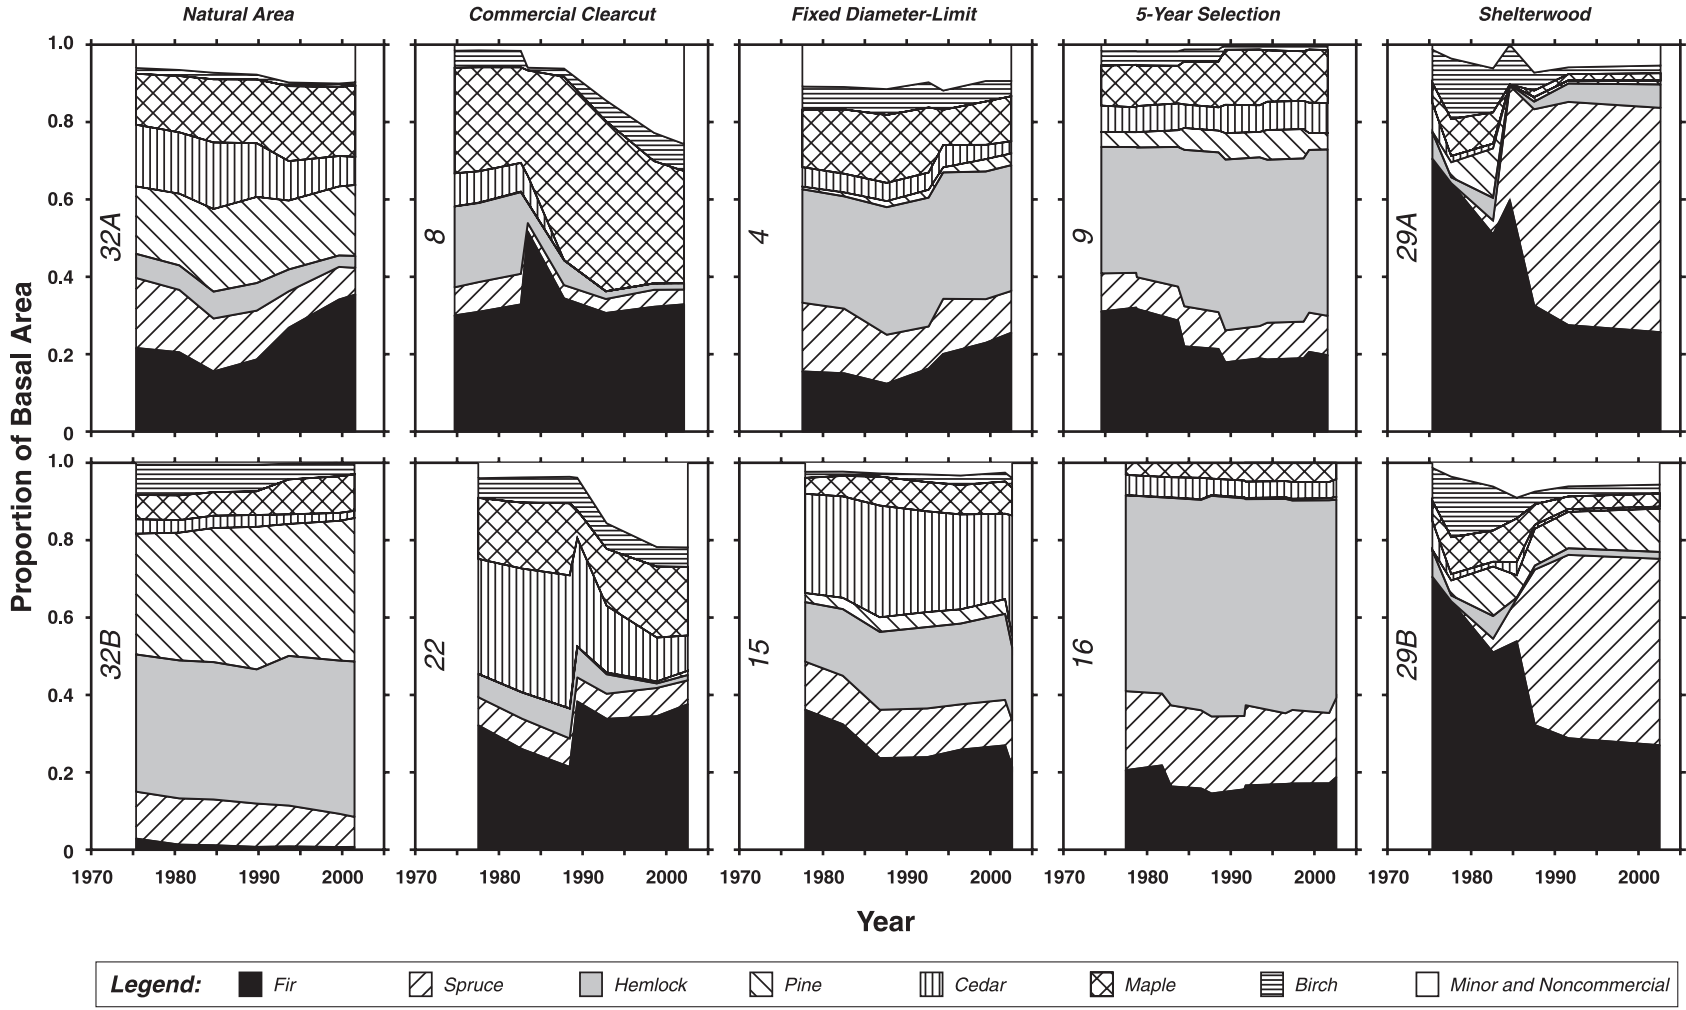 Natural Area Commercial Clearcut Fixed Diameter-Limit 5-Year Selection Shelterwood
1.0
0.8
0.6
0.4
0.2
0
32A 8 4 9 29A
1.0
0.8
0.6
0.4
0.2
0
32B 22 15 16 29B
1970 1980 1990 2000 1970 1980 1990 2000 1970 1980 1990 2000 1970 1980 1990 2000 1970 1980 1990 2000
Proportion of Basal Area
Year
Legend: Fir Spruce Hemlock Pine Cedar Maple Birch Minor and Noncommercial